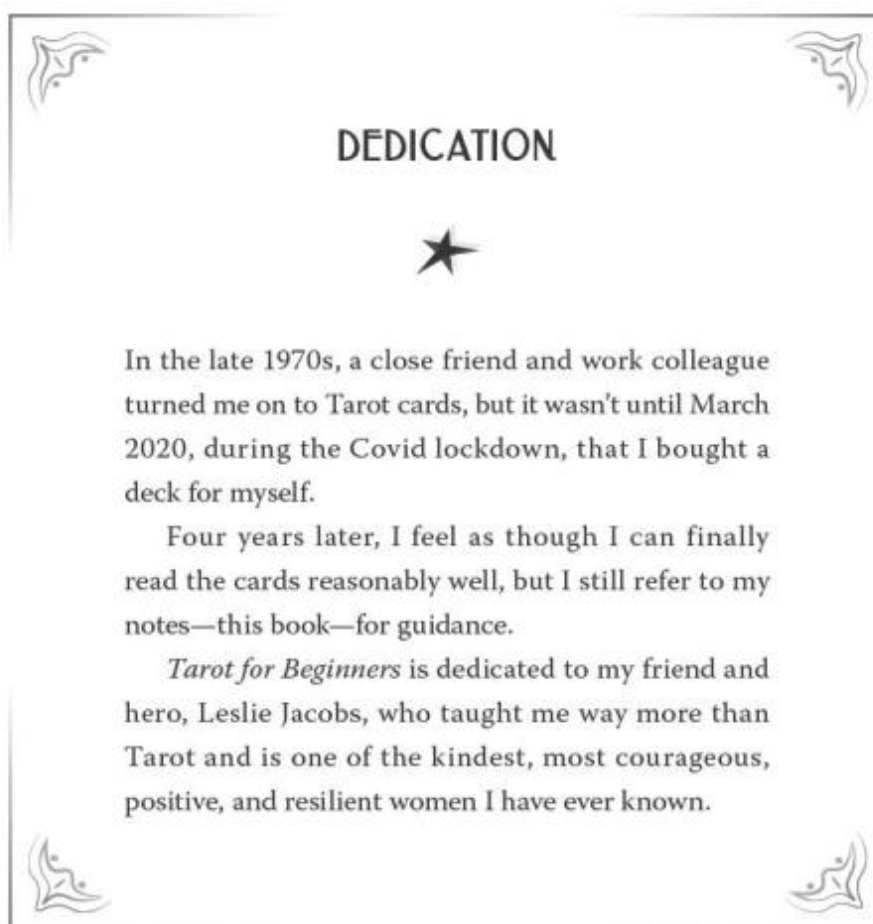 DEDICATION
In the late 1970s, a close friend and work colleague
turned me on to Tarot cards, but it wasn't until March
2020, during the Covid lockdown, that I bought a
deck for myself.
Four years later, I feel as though I can finally
read the cards reasonably well, but I still refer to my
notes—this book—for guidance.
Tarot for Beginners is dedicated to my friend and
hero, Leslie Jacobs, who taught me way more than
Tarot and is one of the kindest, most courageous,
positive, and resilient women I have ever known.